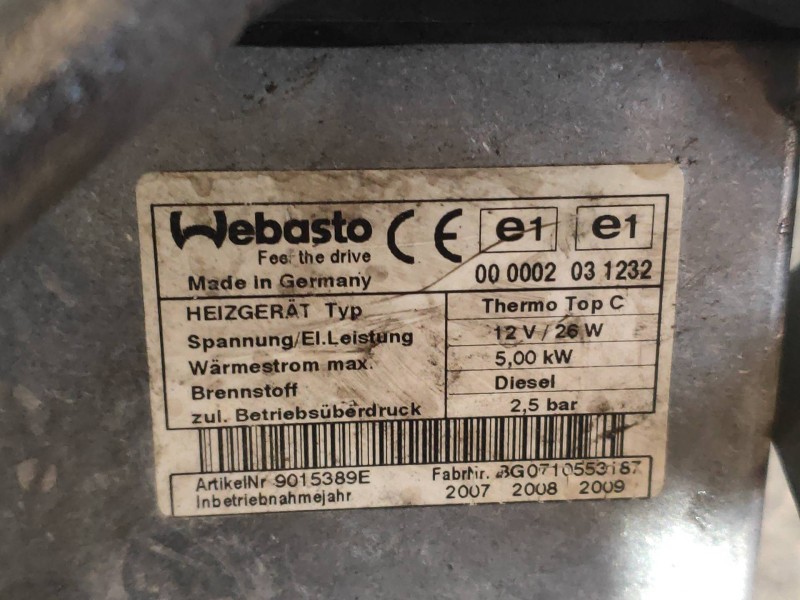 Webasto CE e1 e1
Feel the drive
Made in Germany 00 0002 03 1232
HEIZGERÄT Typ Thermo Top C
Spannung/El.Leistung 12 V / 26 W
Wärmestrom max. 5,00 kW
Brennstoff Diesel
zul. Betriebsüberdruck 2,5 bar
ArtikelNr 9015389E FabrNr. BG0710553187
Inbetriebnahmejahr 2007 2008 2009